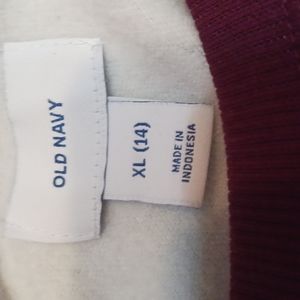 OLD NAVY
XL (14)
MADE IN
INDONESIA